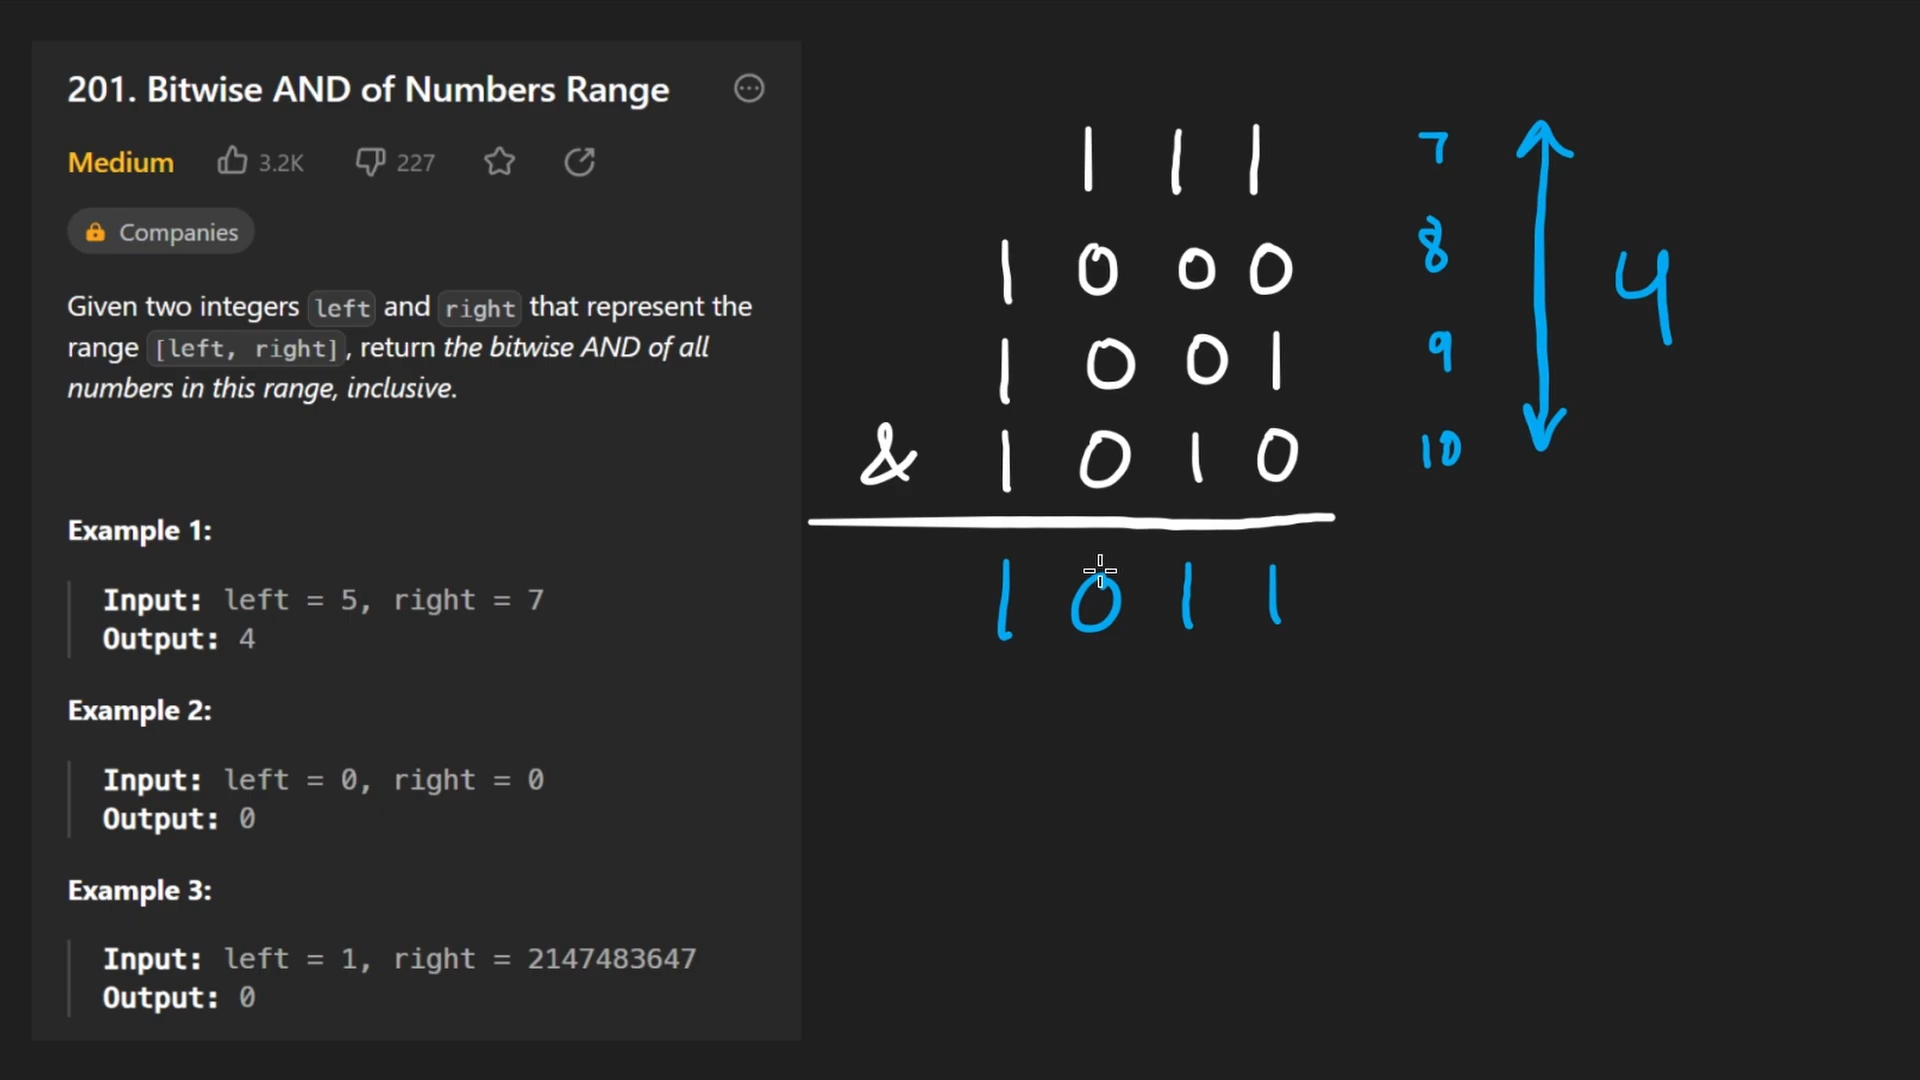 201. Bitwise AND of Numbers Range
Medium 3.2K 227
Companies
Given two integers left and right that represent the
range [left, right], return the bitwise AND of all
numbers in this range, inclusive.
Example 1:
Input: left = 5, right = 7
Output: 4
Example 2:
Input: left = 0, right = 0
Output: 0
Example 3:
Input: left = 1, right = 2147483647
Output: 0
1 1 1 7
1 0 0 0 8
1 0 0 1 9
& 1 0 1 0 10
4
1 0 1 1